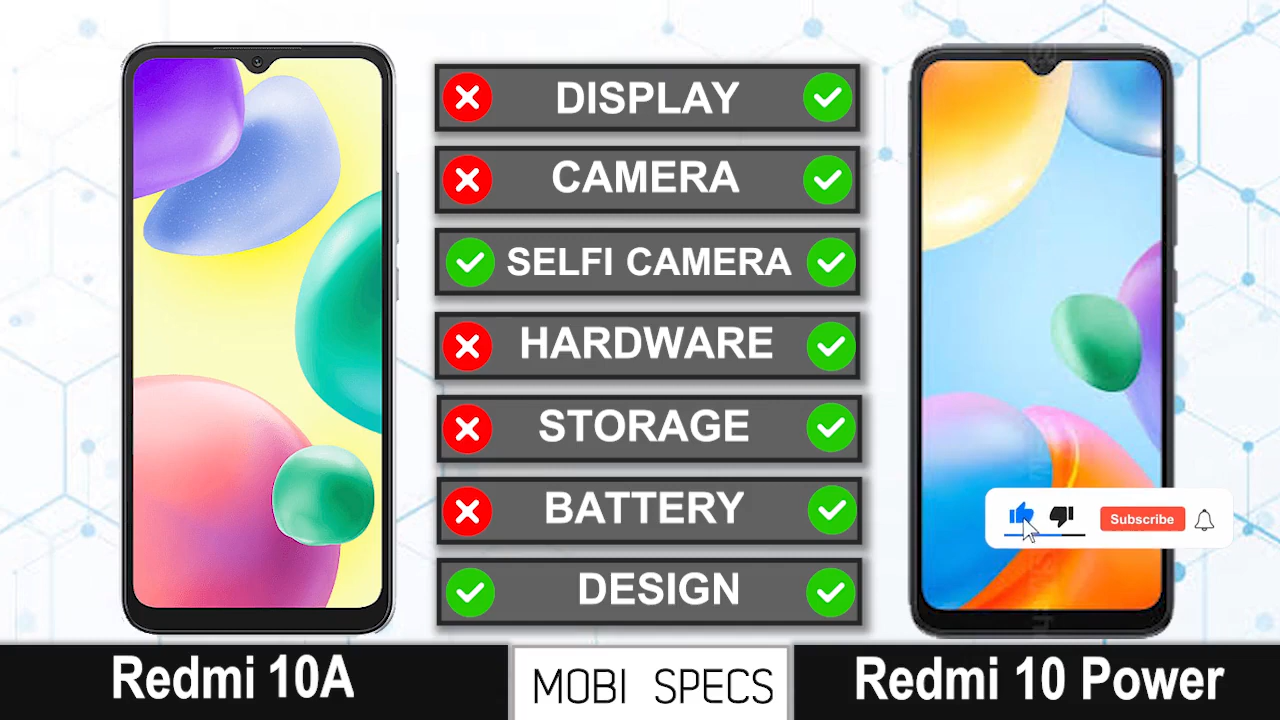 DISPLAY
CAMERA
SELFI CAMERA
HARDWARE
STORAGE
BATTERY
DESIGN
Subscribe
Redmi 10A
MOBI SPECS
Redmi 10 Power